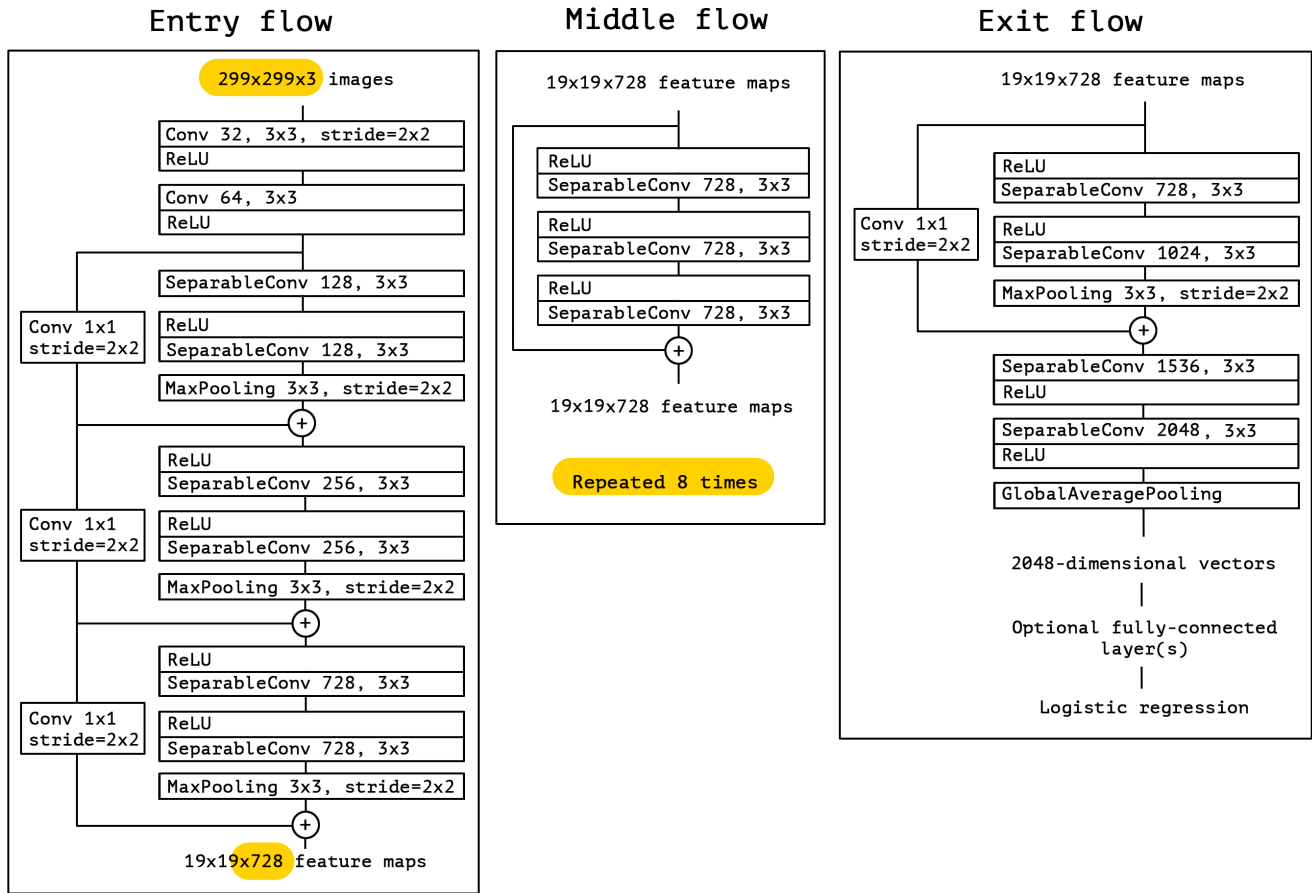 Entry flow
299x299x3 images
Conv 32, 3x3, stride=2x2
ReLU
Conv 64, 3x3
ReLU
SeparableConv 128, 3x3
Conv 1x1
stride=2x2
ReLU
SeparableConv 128, 3x3
MaxPooling 3x3, stride=2x2
+
ReLU
SeparableConv 256, 3x3
Conv 1x1
stride=2x2
ReLU
SeparableConv 256, 3x3
MaxPooling 3x3, stride=2x2
+
ReLU
SeparableConv 728, 3x3
Conv 1x1
stride=2x2
ReLU
SeparableConv 728, 3x3
MaxPooling 3x3, stride=2x2
+
19x19x728 feature maps
Middle flow
19x19x728 feature maps
ReLU
SeparableConv 728, 3x3
ReLU
SeparableConv 728, 3x3
ReLU
SeparableConv 728, 3x3
+
19x19x728 feature maps
Repeated 8 times
Exit flow
19x19x728 feature maps
ReLU
SeparableConv 728, 3x3
Conv 1x1
stride=2x2
ReLU
SeparableConv 1024, 3x3
MaxPooling 3x3, stride=2x2
+
SeparableConv 1536, 3x3
ReLU
SeparableConv 2048, 3x3
ReLU
GlobalAveragePooling
2048-dimensional vectors
Optional fully-connected
layer(s)
Logistic regression